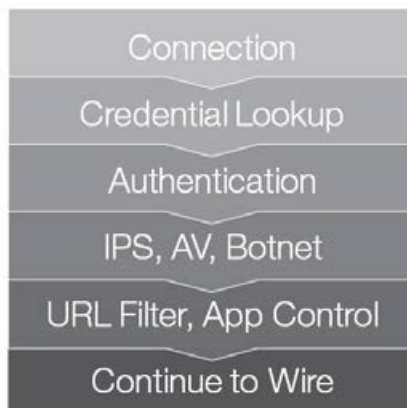 Connection
Credential Lookup
Authentication
IPS, AV, Botnet
URL Filter, App Control
Continue to Wire